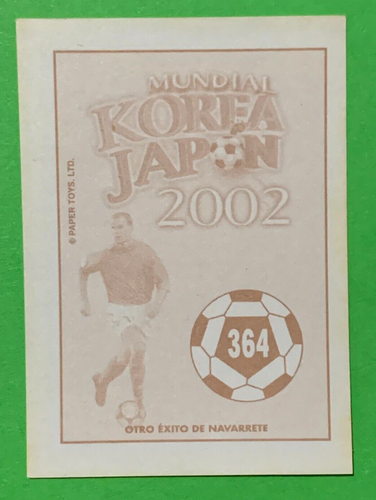 MUNDIAL
KOREA
JAPON
2002
© PAPER TOYS. LTD.
364
OTRO ÉXITO DE NAVARRETE